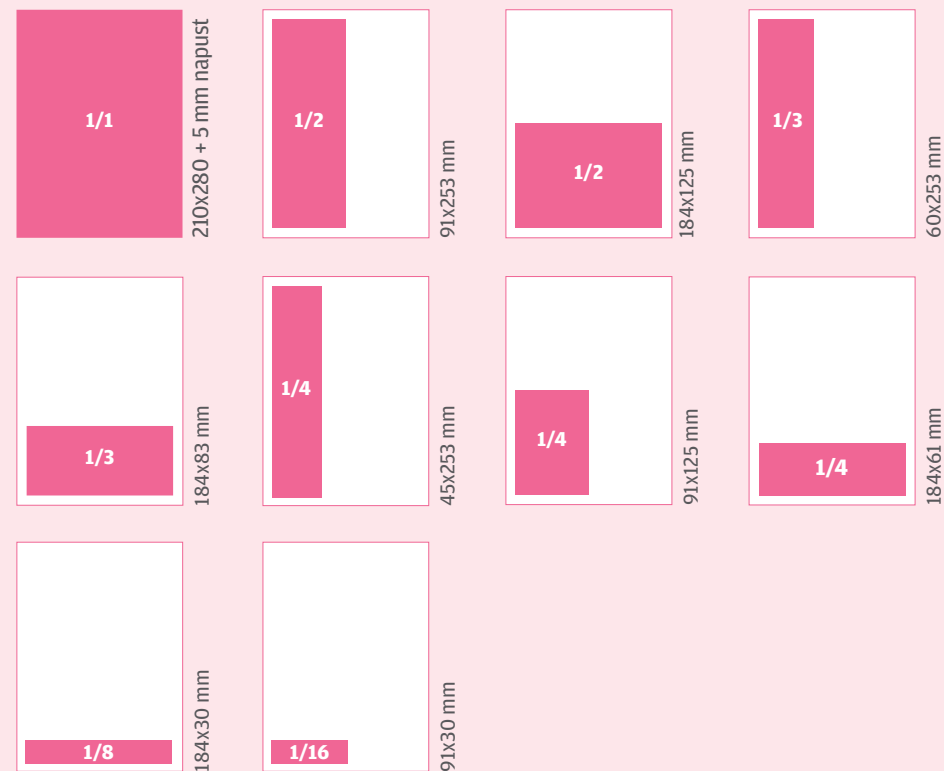 1/1
210x280 + 5 mm napust
1/2
91x253 mm
1/2
184x125 mm
1/3
60x253 mm
1/3
184x83 mm
1/4
45x253 mm
1/4
91x125 mm
1/4
184x61 mm
1/8
184x30 mm
1/16
91x30 mm